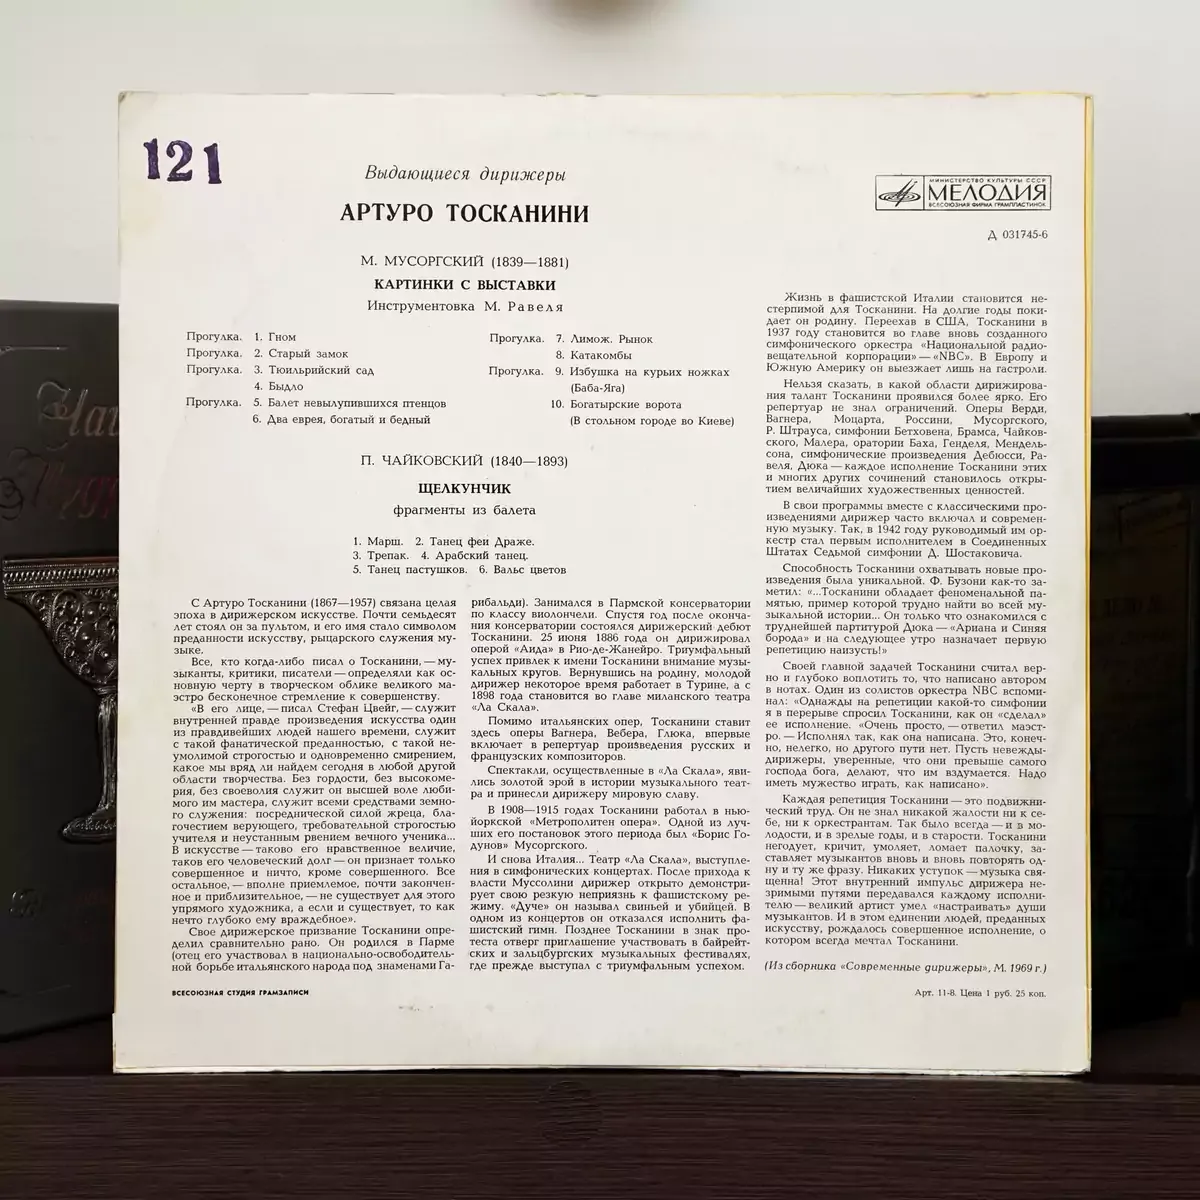 121
Выдающиеся дирижеры
АРТУРО ТОСКАНИНИ
МИНИСТЕРСТВО КУЛЬТУРЫ СССР
МЕЛОДИЯ
ВСЕСОЮЗНАЯ ФИРМА ГРАМПЛАСТИНОК
Д 031745-6
М. МУСОРГСКИЙ (1839—1881)
КАРТИНКИ С ВЫСТАВКИ
Инструментовка М. Равеля
Прогулка. 1. Гном
Прогулка. 2. Старый замок
Прогулка. 3. Тюильрийский сад
4. Быдло
Прогулка. 5. Балет невылупившихся птенцов
6. Два еврея, богатый и бедный
Прогулка. 7. Лимож. Рынок
8. Катакомбы
Прогулка. 9. Избушка на курьих ножках
(Баба-Яга)
10. Богатырские ворота
(В стольном городе во Киеве)
П. ЧАЙКОВСКИЙ (1840—1893)
ЩЕЛКУНЧИК
фрагменты из балета
1. Марш. 2. Танец феи Драже.
3. Трепак. 4. Арабский танец.
5. Танец пастушков. 6. Вальс цветов
С Артуро Тосканини (1867—1957) связана целая
эпоха в дирижерском искусстве. Почти семьдесят
лет стоял он за пультом, и его имя стало символом
преданности искусству, рыцарского служения му-
зыке.
Все, кто когда-либо писал о Тосканини, — му-
зыканты, критики, писатели — определяли как ос-
новную черту в творческом облике великого ма-
эстро бесконечное стремление к совершенству.
«В его лице, — писал Стефан Цвейг, — служит
внутренней правде произведения искусства один
из правдивейших людей нашего времени, служит
с такой фанатической преданностью, с такой не-
умолимой строгостью и одновременно смирением,
какое мы вряд ли найдем сегодня в любой другой
области творчества. Без гордости, без высокоме-
рия, без своеволия служит он высшей воле люби-
мого им мастера, служит всеми средствами земно-
го служения: посреднической силой жреца, бла-
гочестием верующего, требовательной строгостью
учителя и неустанным рвением вечного ученика...
В искусстве — таково его нравственное величие,
таков его человеческий долг — он признает только
совершенное и ничто, кроме совершенного. Все
остальное, — вполне приемлемое, почти закончен-
ное и приблизительное, — не существует для этого
упрямого художника, а если и существует, то как
нечто глубоко ему враждебное».
Свое дирижерское призвание Тосканини опре-
делил сравнительно рано. Он родился в Парме
(отец его участвовал в национально-освободитель-
ной борьбе итальянского народа под знаменами Га-
рибальди). Занимался в Пармской консерватории
по классу виолончели. Спустя год после оконча-
ния консерватории состоялся дирижерский дебют
Тосканини. 25 июня 1886 года он дирижировал
оперой «Аида» в Рио-де-Жанейро. Триумфальный
успех привлек к имени Тосканини внимание музы-
кальных кругов. Вернувшись на родину, молодой
дирижер некоторое время работает в Турине, а с
1898 года становится во главе миланского театра
«Ла Скала».
Помимо итальянских опер, Тосканини ставит
здесь оперы Вагнера, Вебера, Глюка, впервые
включает в репертуар произведения русских и
французских композиторов.
Спектакли, осуществленные в «Ла Скала», яви-
лись золотой эрой в истории музыкального теат-
ра и принесли дирижеру мировую славу.
В 1908—1915 годах Тосканини работал в нью-
йоркской «Метрополитен опера». Одной из луч-
ших его постановок этого периода был «Борис Го-
дунов» Мусоргского.
И снова Италия... Театр «Ла Скала», выступле-
ния в симфонических концертах. После прихода к
власти Муссолини дирижер открыто демонстри-
рует свою резкую неприязнь к фашистскому ре-
жиму. «Дуче» он называл свиньей и убийцей. В
одном из концертов он отказался исполнить фа-
шистский гимн. Позднее Тосканини в знак про-
теста отверг приглашение участвовать в байрейт-
ских и зальцбургских музыкальных фестивалях,
где прежде выступал с триумфальным успехом.
Жизнь в фашистской Италии становится не-
стерпимой для Тосканини. На долгие годы поки-
дает он родину. Переехав в США, Тосканини в
1937 году становится во главе вновь созданного
симфонического оркестра «Национальной радио-
вещательной корпорации» — «NBC». В Европу и
Южную Америку он выезжает лишь на гастроли.
Нельзя сказать, в какой области дирижирова-
ния талант Тосканини проявился более ярко. Его
репертуар не знал ограничений. Оперы Верди,
Вагнера, Моцарта, Россини, Мусоргского,
Р. Штрауса, симфонии Бетховена, Брамса, Чайков-
ского, Малера, оратории Баха, Генделя, Мендель-
сона, симфонические произведения Дебюсси, Ра-
веля, Дюка — каждое исполнение Тосканини этих
и многих других сочинений становилось откры-
тием величайших художественных ценностей.
В свои программы вместе с классическими про-
изведениями дирижер часто включал и современ-
ную музыку. Так, в 1942 году руководимый им ор-
кестр стал первым исполнителем в Соединенных
Штатах Седьмой симфонии Д. Шостаковича.
Способность Тосканини охватывать новые про-
изведения была уникальной. Ф. Бузони как-то за-
метил: «...Тосканини обладает феноменальной па-
мятью, пример которой трудно найти во всей му-
зыкальной истории... Он только что ознакомился с
труднейшей партитурой Дюка — «Ариана и Синяя
борода» и на следующее утро назначает первую
репетицию наизусть!»
Своей главной задачей Тосканини считал вер-
но и глубоко воплотить то, что написано автором
в нотах. Один из солистов оркестра NBC вспоми-
нал: «Однажды на репетиции какой-то симфонии
я в перерыве спросил Тосканини, как он «сделал»
ее исполнение. «Очень просто, — ответил маэст-
ро. — Исполнял так, как она написана. Это, конеч-
но, нелегко, но другого пути нет. Пусть невежды-
дирижеры, уверенные, что они превыше самого
господа бога, делают, что им вздумается. Надо
иметь мужество играть, как написано».
Каждая репетиция Тосканини — это подвижни-
ческий труд. Он не знал никакой жалости ни к се-
бе, ни к оркестрантам. Так было всегда — и в мо-
лодости, и в зрелые годы, и в старости. Тосканини
негодует, кричит, умоляет, ломает палочку, за-
ставляет музыкантов вновь и вновь повторять од-
ну и ту же фразу. Никаких уступок — музыка свя-
щенна! Этот внутренний импульс дирижера не-
зримыми путями передавался каждому исполни-
телю — великий артист умел «настраивать» души
музыкантов. И в этом единении людей, преданных
искусству, рождалось совершенное исполнение, о
котором всегда мечтал Тосканини.
(Из сборника «Современные дирижеры», М. 1969 г.)
ВСЕСОЮЗНАЯ СТУДИЯ ГРАМЗАПИСИ
Арт. 11-8. Цена 1 руб. 25 коп.